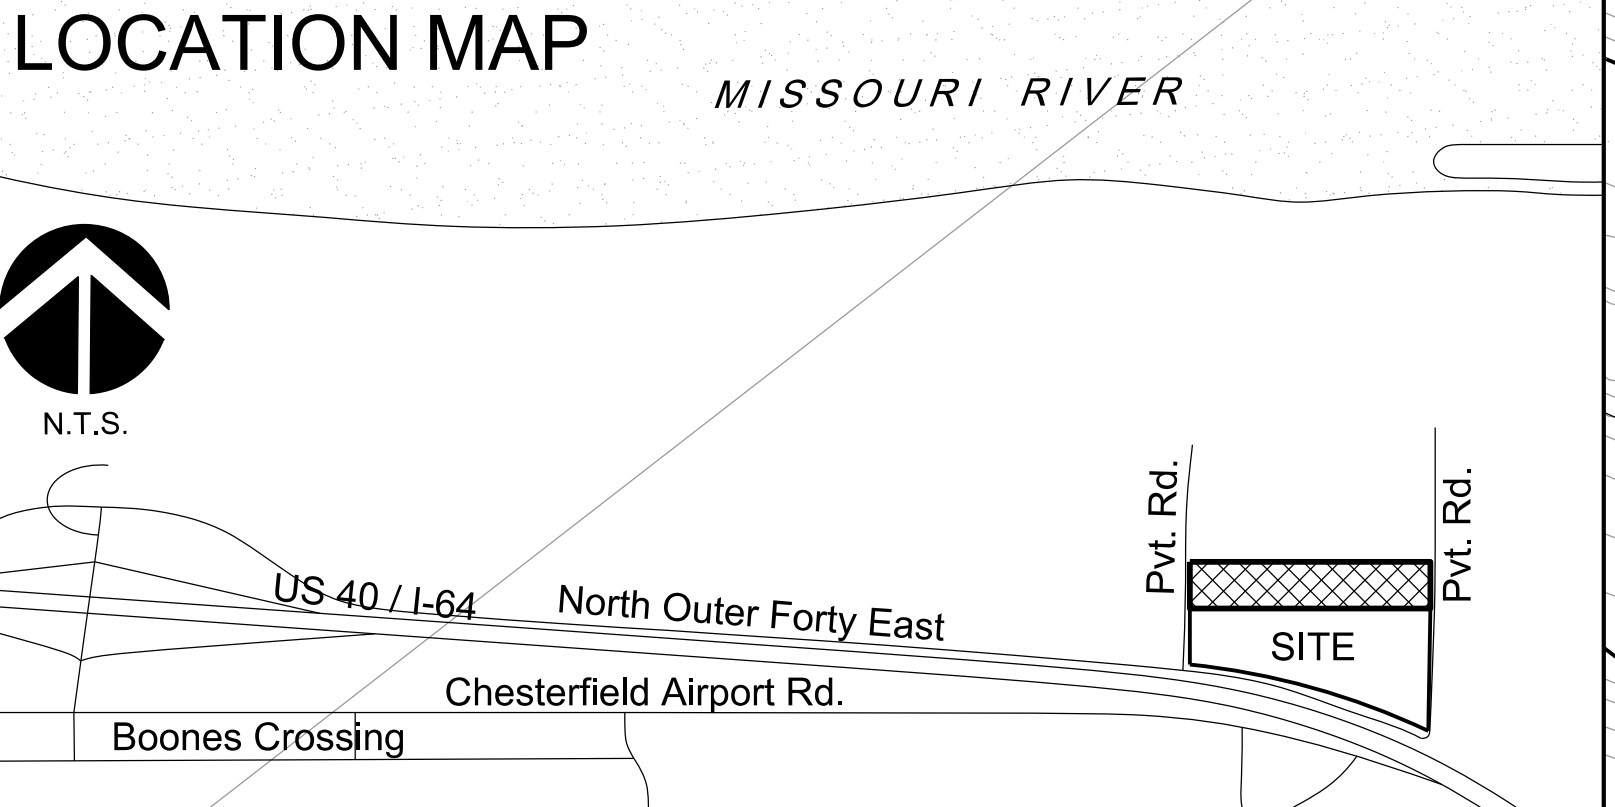 LOCATION MAP
MISSOURI RIVER
N.T.S.
Pvt. Rd.
Pvt. Rd.
US 40 / I-64
North Outer Forty East
SITE
Chesterfield Airport Rd.
Boones Crossing